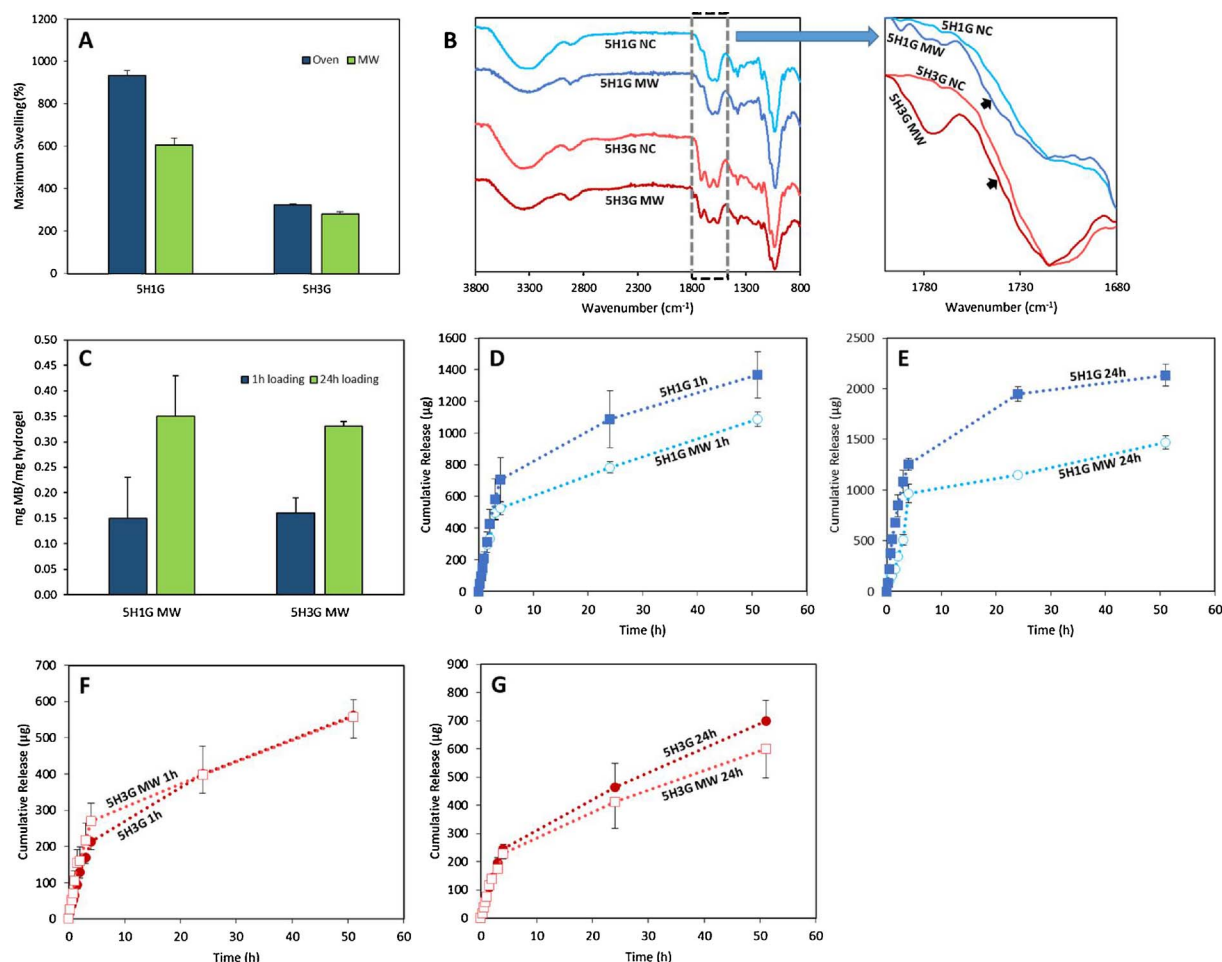 A
Maximum Swelling(%)
1200
1000
800
600
400
200
0
Oven MW
5H1G 5H3G
B
5H1G NC
5H1G MW
5H3G NC
5H3G MW
3800 3300 2800 2300 1800 1300 800
Wavenumber (cm-1)
5H1G NC
5H1G MW
5H3G NC
5H3G MW
1780 1730 1680
Wavenumber (cm-1)
C
mg MB/mg hydrogel
0.50
0.45
0.40
0.35
0.30
0.25
0.20
0.15
0.10
0.05
0.00
1h loading 24h loading
5H1G MW 5H3G MW
D
Cumulative Release (µg)
1600
1400
1200
1000
800
600
400
200
0
5H1G 1h
5H1G MW 1h
0 10 20 30 40 50 60
Time (h)
E
Cumulative Release (µg)
2500
2000
1500
1000
500
0
5H1G 24h
5H1G MW 24h
0 10 20 30 40 50 60
Time (h)
F
Cumulative Release (µg)
700
600
500
400
300
200
100
0
5H3G MW 1h
5H3G 1h
0 10 20 30 40 50 60
Time (h)
G
Cumulative Release (µg)
900
800
700
600
500
400
300
200
100
0
5H3G 24h
5H3G MW 24h
0 10 20 30 40 50 60
Time (h)